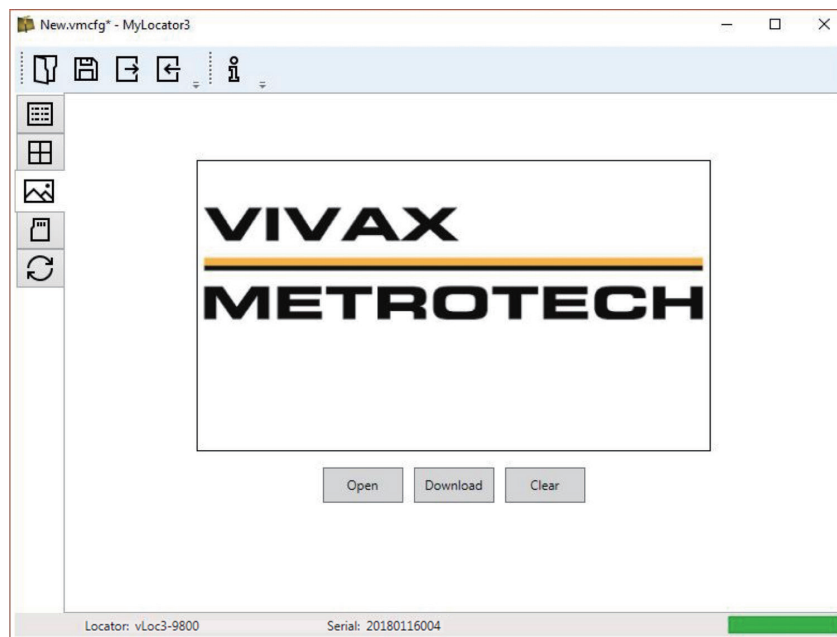 New.vmcfg* - MyLocator3
VIVAX
METROTECH
Open Download Clear
Locator: vLoc3-9800 Serial: 20180116004